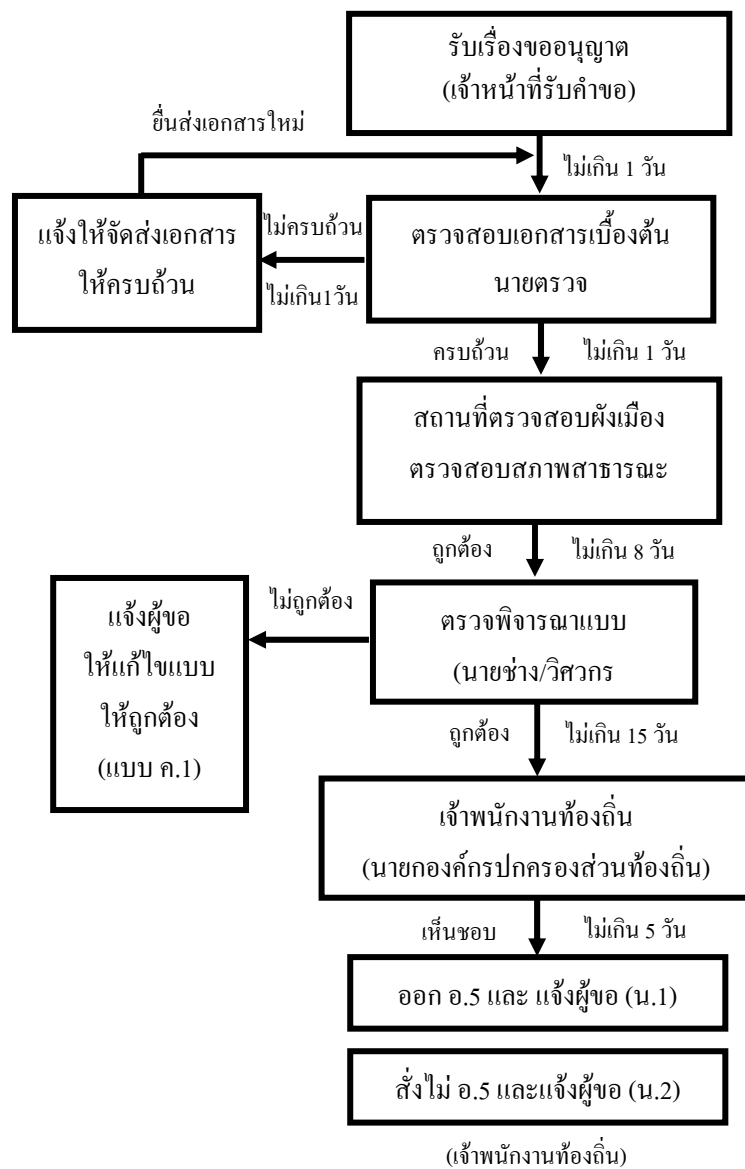 รับเรื่องขออนุญาต
(เจ้าหน้าที่รับคำขอ)
ยื่นส่งเอกสารใหม่
ไม่เกิน 1 วัน
แจ้งให้จัดส่งเอกสาร
ให้ครบถ้วน
ไม่ครบถ้วน
ไม่เกิน1วัน
ตรวจสอบเอกสารเบื้องต้น
นายตรวจ
ครบถ้วน
ไม่เกิน 1 วัน
สถานที่ตรวจสอบผังเมือง
ตรวจสอบสภาพสาธารณะ
ถูกต้อง
ไม่เกิน 8 วัน
แจ้งผู้ขอ
ให้แก้ไขแบบ
ให้ถูกต้อง
(แบบ ค.1)
ไม่ถูกต้อง
ตรวจพิจารณาแบบ
(นายช่าง/วิศวกร
ถูกต้อง
ไม่เกิน 15 วัน
เจ้าพนักงานท้องถิ่น
(นายกองค์กรปกครองส่วนท้องถิ่น)
เห็นชอบ
ไม่เกิน 5 วัน
ออก อ.5 และ แจ้งผู้ขอ (น.1)
สั่งไม่ อ.5 และแจ้งผู้ขอ (น.2)
(เจ้าพนักงานท้องถิ่น)